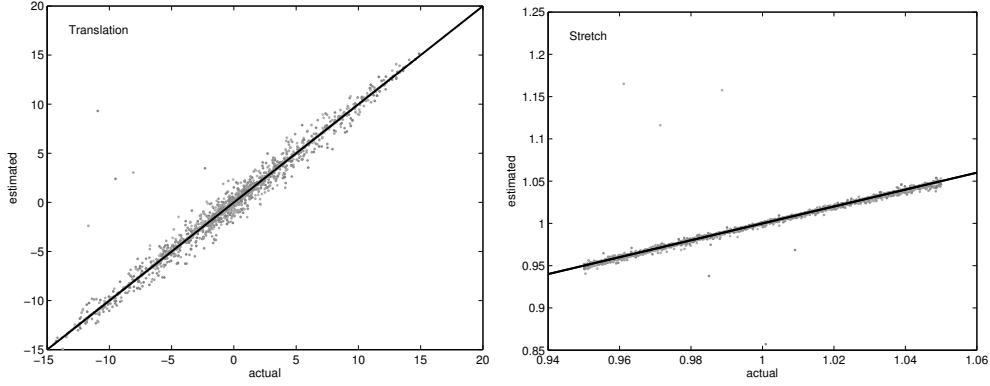 20
Translation
15
10
5
0
−5
−10
−15
−15 −10 −5 0 5 10 15 20
actual
estimated
1.25
Stretch
1.2
1.15
1.1
1.05
1
0.95
0.9
0.85
0.94 0.96 0.98 1 1.02 1.04 1.06
actual
estimated